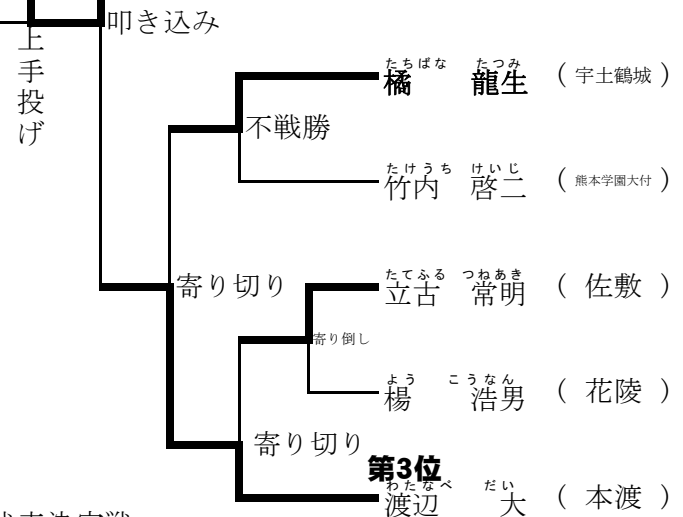 叩き込み
上手投げ
たちばな　たつみ
橘　龍生　（宇土鶴城）
不戦勝
たけうち　けいじ
竹内　啓二　（熊本学園大付）
寄り切り
たてふる　つねあき
立古　常明　（佐敷）
寄り倒し
よう　こうなん
楊　浩男　（花陵）
寄り切り
第3位
わたなべ　だい
渡辺　大　（本渡）